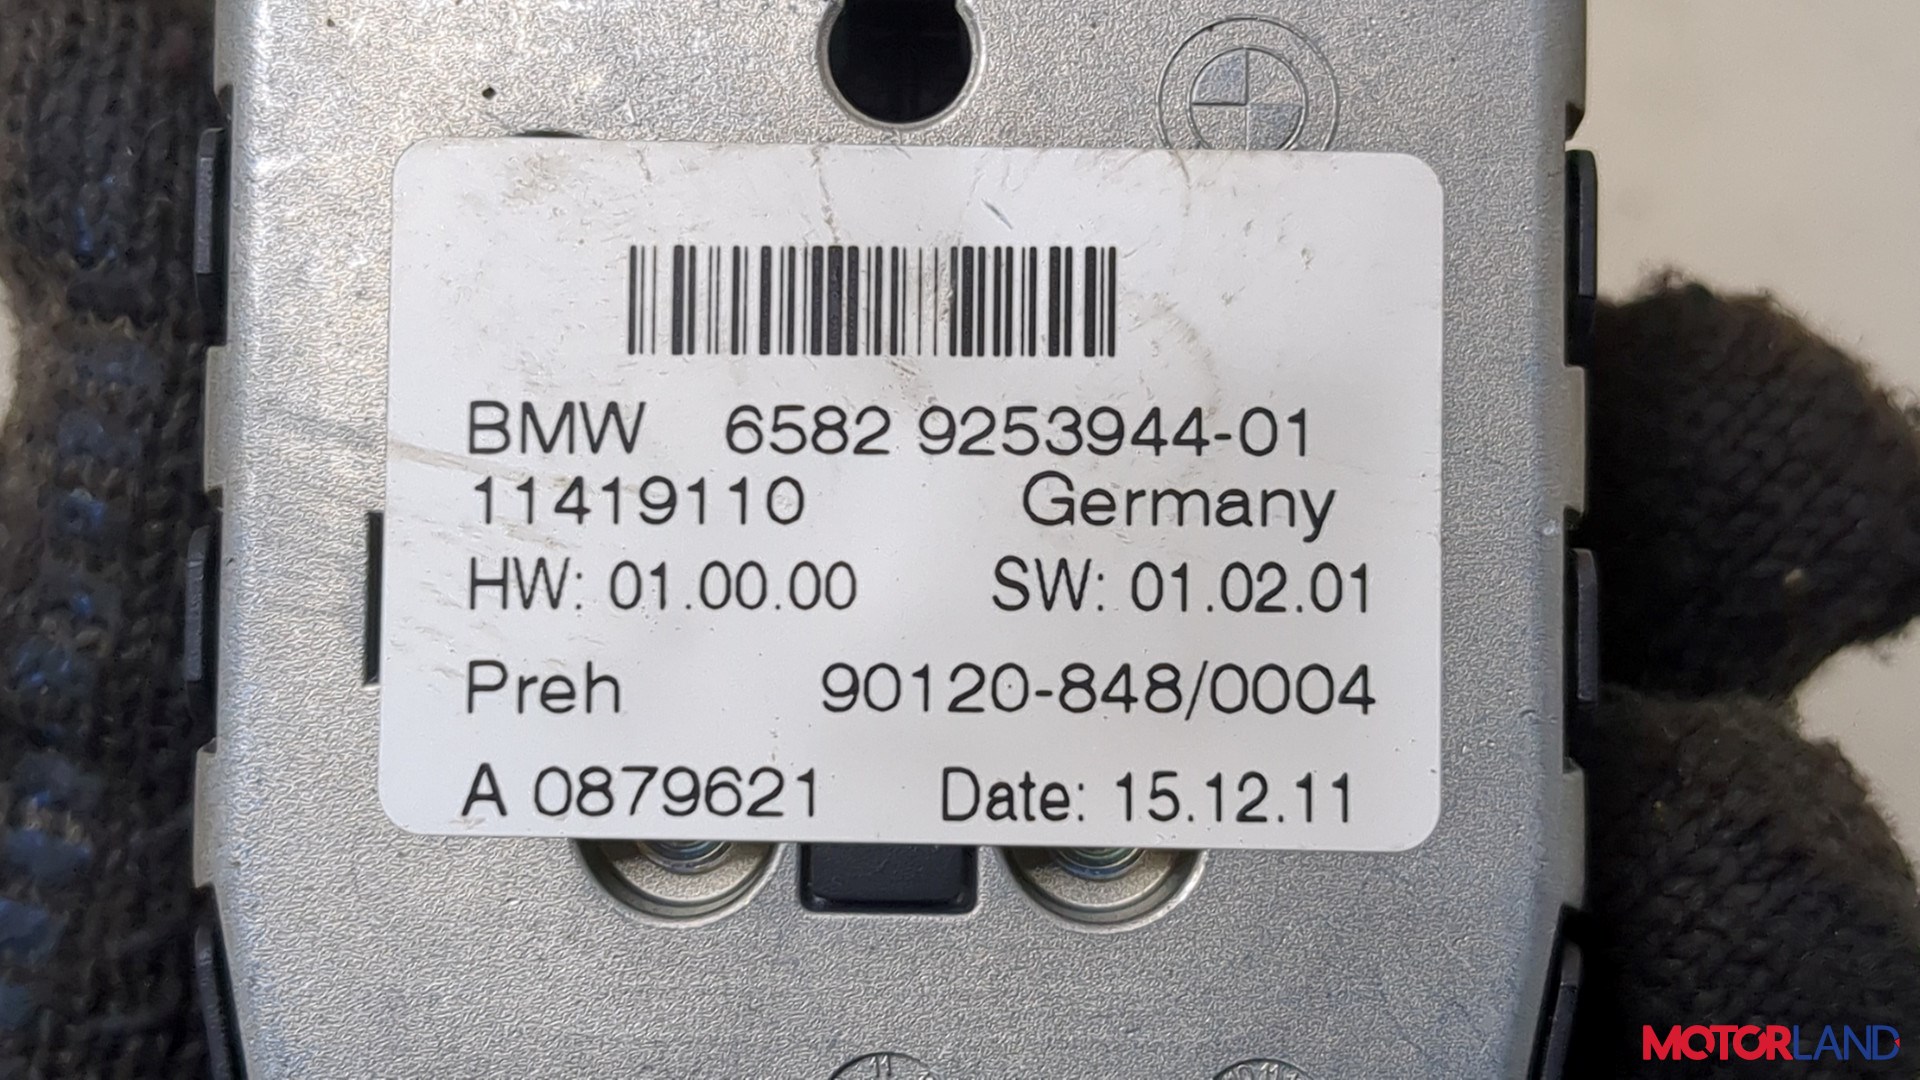 BMW 6582 9253944-01
11419110 Germany
HW: 01.00.00 SW: 01.02.01
Preh 90120-848/0004
A 0879621 Date: 15.12.11
11
MOTORLAND